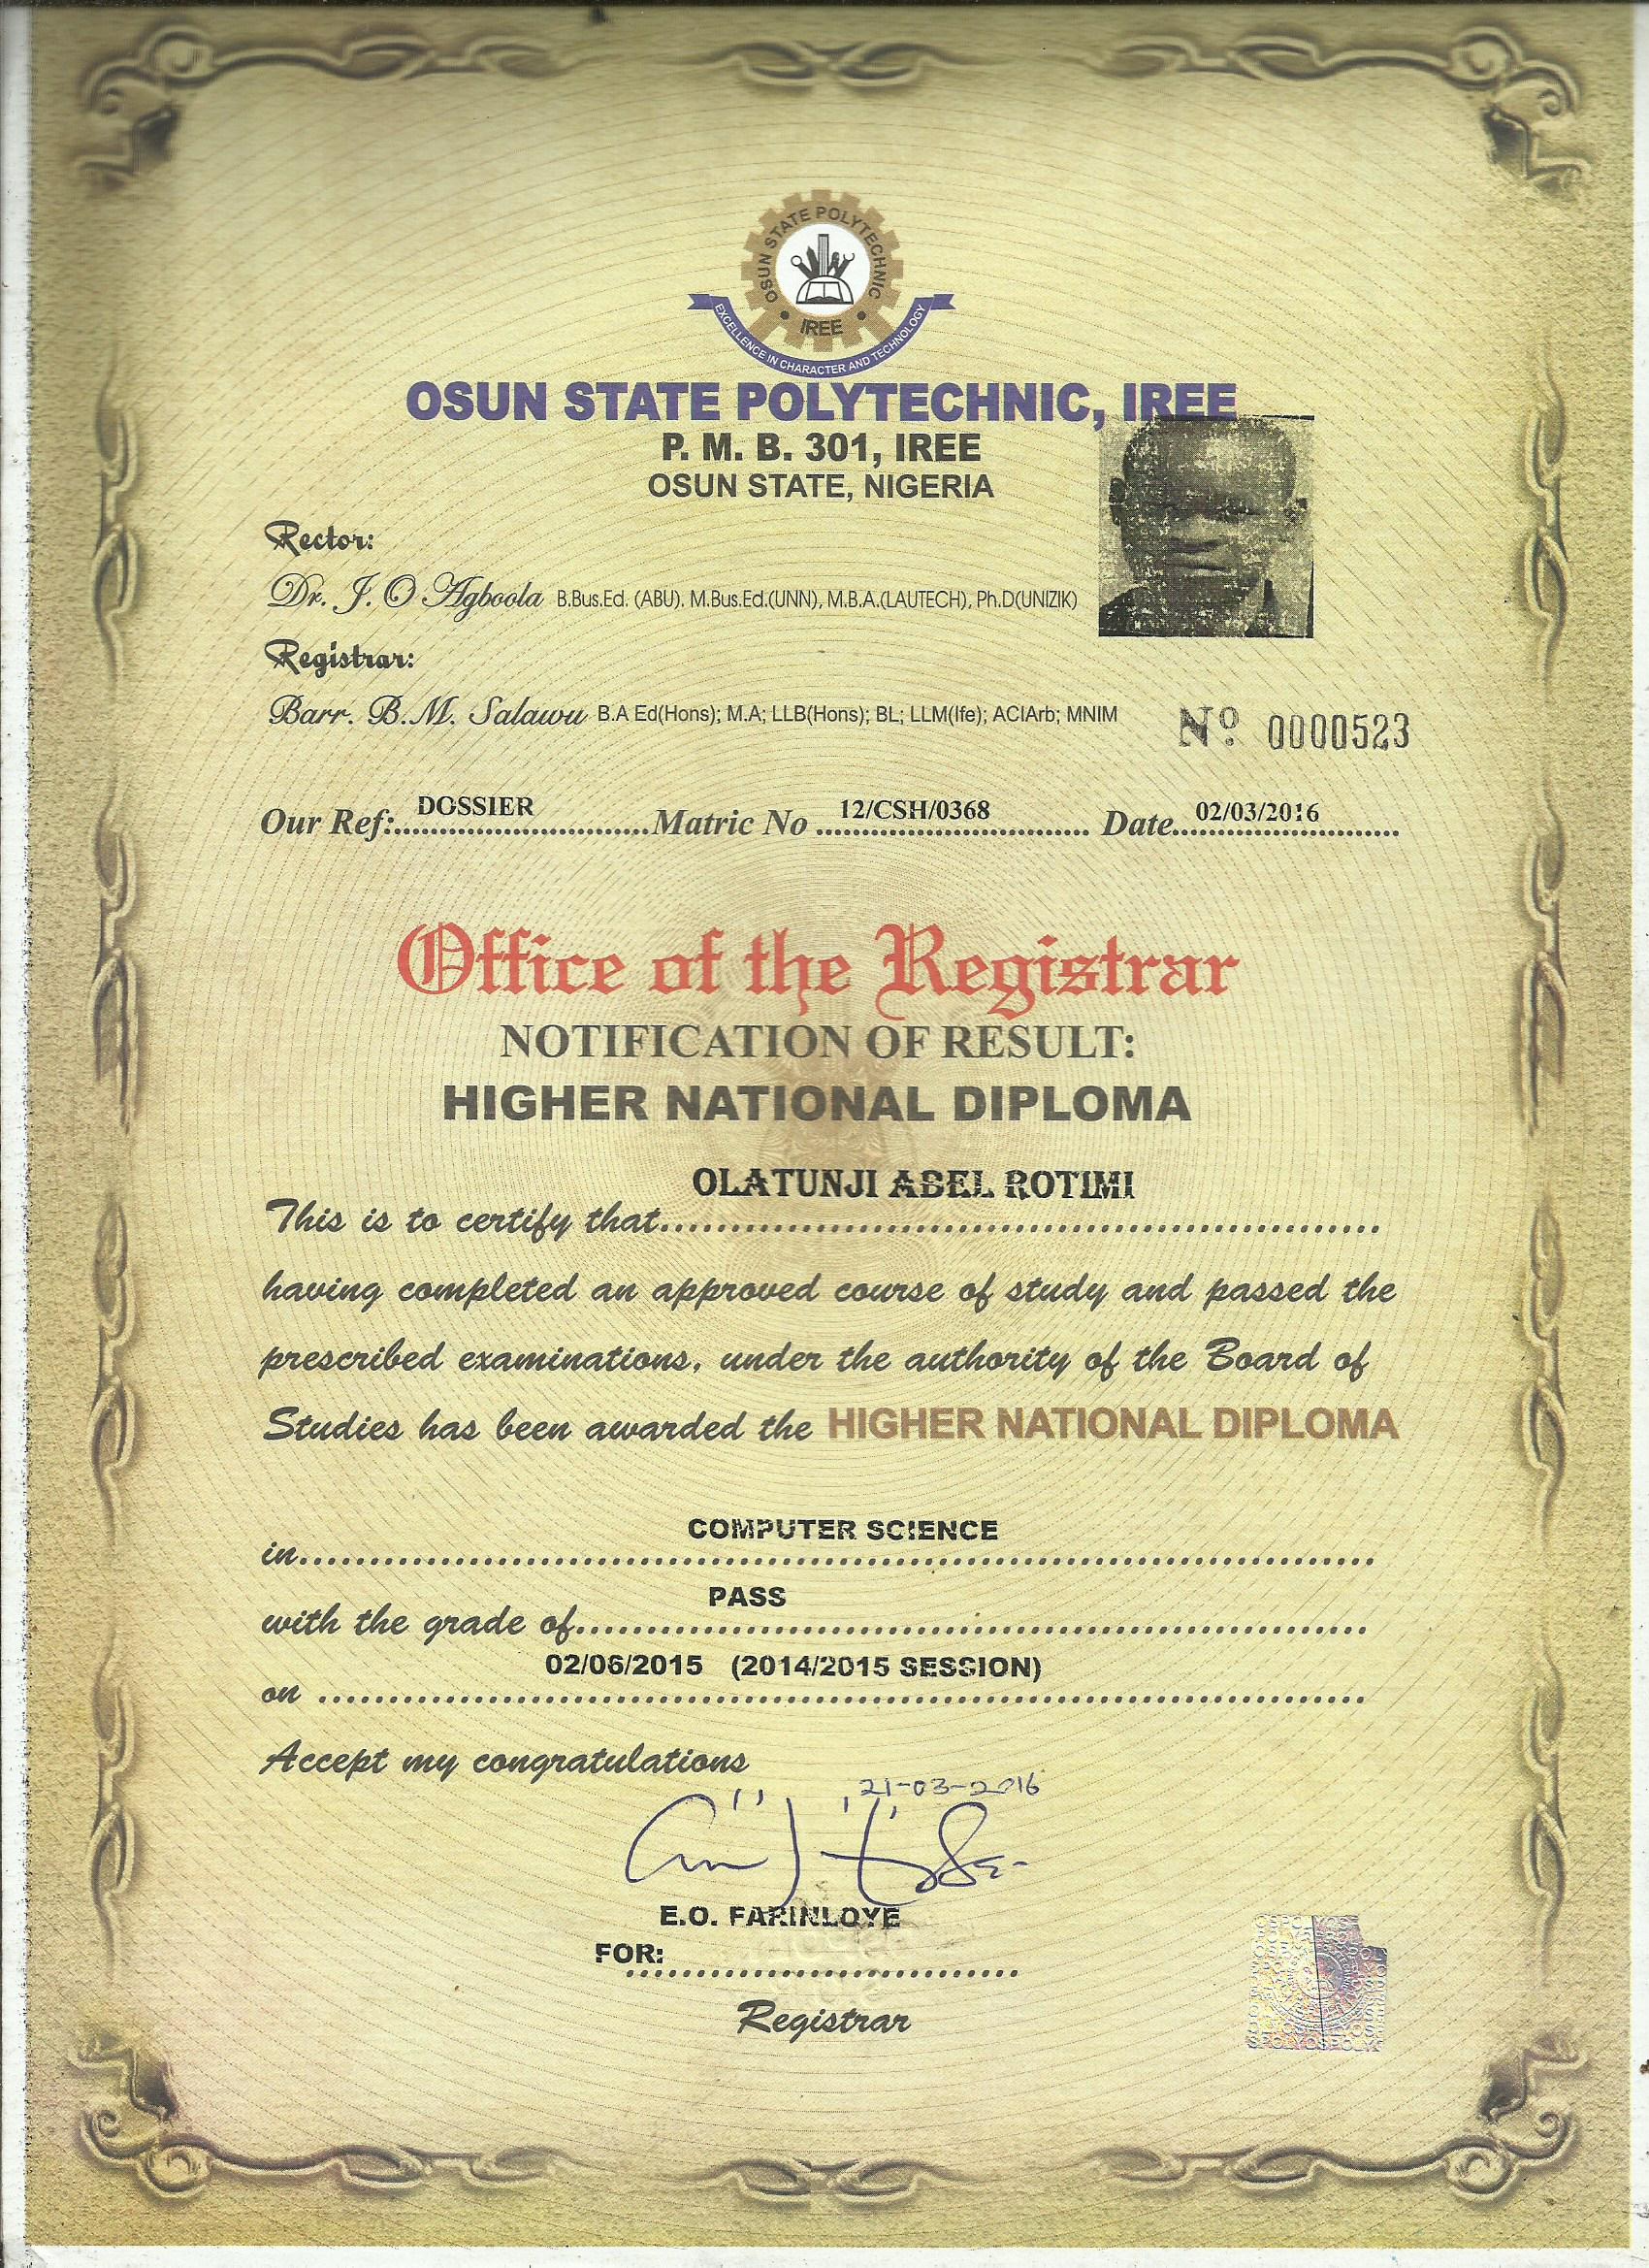 OSUN STATE POLYTECHNIC
IREE
EXCELLENCE IN CHARACTER AND TECHNOLOGY
OSUN STATE POLYTECHNIC, IREE
P. M. B. 301, IREE
OSUN STATE, NIGERIA
Rector:
Dr. J. O Agboola B.Bus.Ed. (ABU). M.Bus.Ed.(UNN), M.B.A.(LAUTECH), Ph.D(UNIZIK)
Registrar:
Barr. B.M. Salawu B.A Ed(Hons); M.A; LLB(Hons); BL; LLM(Ife); ACIArb; MNIM
Nº 0000523
Our Ref:..DOSSIER..Matric No ..12/CSH/0368.. Date..02/03/2016..
Office of the Registrar
NOTIFICATION OF RESULT:
HIGHER NATIONAL DIPLOMA
This is to certify that OLATUNJI ABEL ROTIMI
having completed an approved course of study and passed the
prescribed examinations, under the authority of the Board of
Studies has been awarded the HIGHER NATIONAL DIPLOMA
in COMPUTER SCIENCE
with the grade of PASS
on 02/06/2015 (2014/2015 SESSION)
Accept my congratulations
21-03-2016
E.O. FARINLOYE
FOR:
Registrar